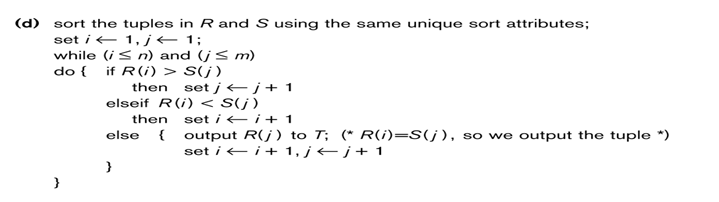 (d) sort the tuples in R and S using the same unique sort attributes;
set i ← 1, j ← 1;
while (i ≤ n) and (j ≤ m)
do { if R(i) > S(j)
then set j ← j + 1
elseif R(i) < S(j)
then set i ← i + 1
else { output R(j) to T; (* R(i)=S(j), so we output the tuple *)
set i ← i + 1, j ← j + 1
}
}